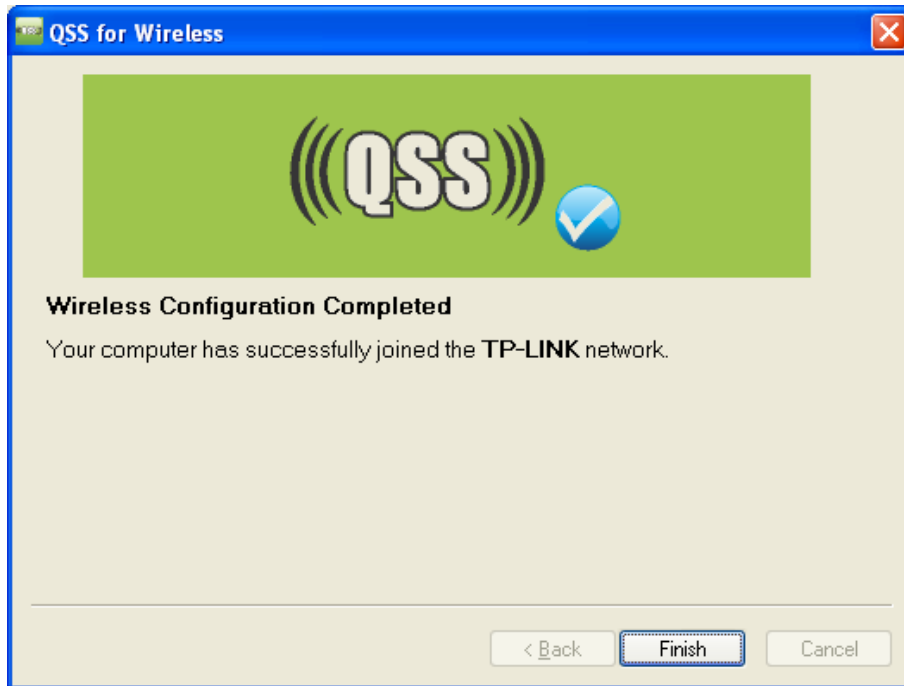 QSS for Wireless
(((QSS)))
Wireless Configuration Completed
Your computer has successfully joined the TP-LINK network.
< Back
Finish
Cancel